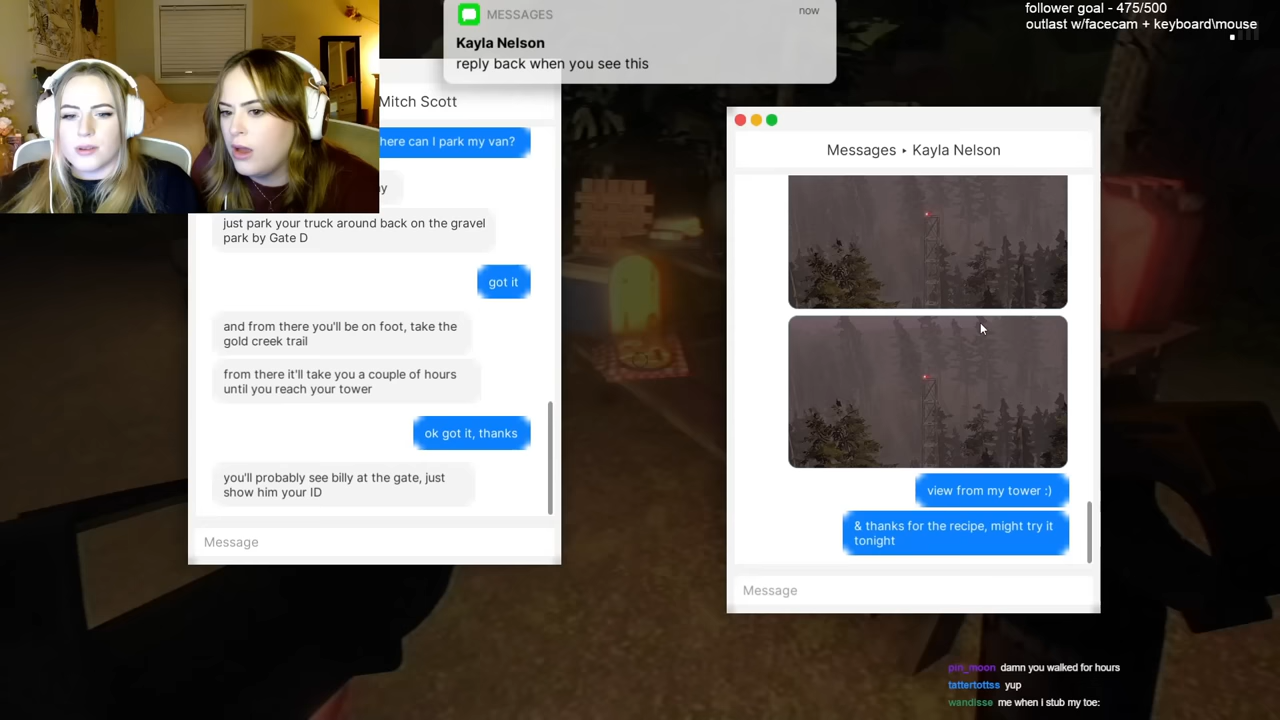 MESSAGES
now
Kayla Nelson
reply back when you see this
follower goal - 475/500
outlast w/facecam + keyboard\mouse
Mitch Scott
here can I park my van?
just park your truck around back on the gravel
park by Gate D
got it
and from there you'll be on foot, take the
gold creek trail
from there it'll take you a couple of hours
until you reach your tower
ok got it, thanks
you'll probably see billy at the gate, just
show him your ID
Message
Messages ▸ Kayla Nelson
view from my tower :)
& thanks for the recipe, might try it
tonight
Message
pin_moon damn you walked for hours
tattertottss yup
wandisse me when i stub my toe: